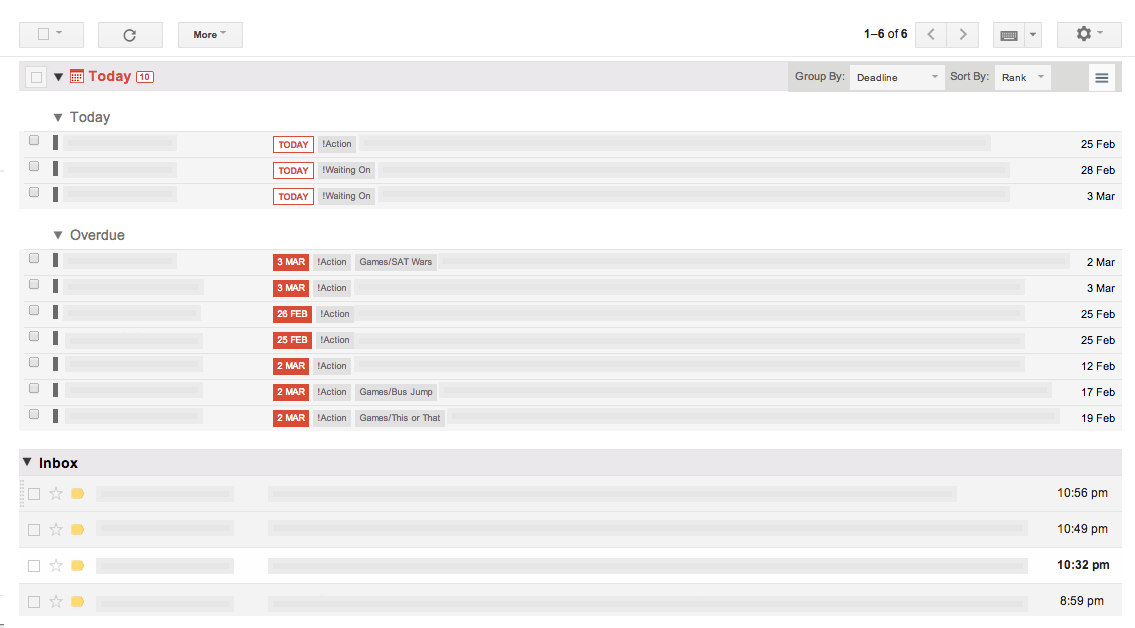 More 1–6 of 6
Today 10 Group By: Deadline Sort By: Rank
Today
TODAY !Action 25 Feb
TODAY !Waiting On 28 Feb
TODAY !Waiting On 3 Mar
Overdue
3 MAR !Action Games/SAT Wars 2 Mar
3 MAR !Action 3 Mar
26 FEB !Action 25 Feb
25 FEB !Action 25 Feb
2 MAR !Action 12 Feb
2 MAR !Action Games/Bus Jump 17 Feb
2 MAR !Action Games/This or That 19 Feb
Inbox
10:56 pm
10:49 pm
10:32 pm
8:59 pm